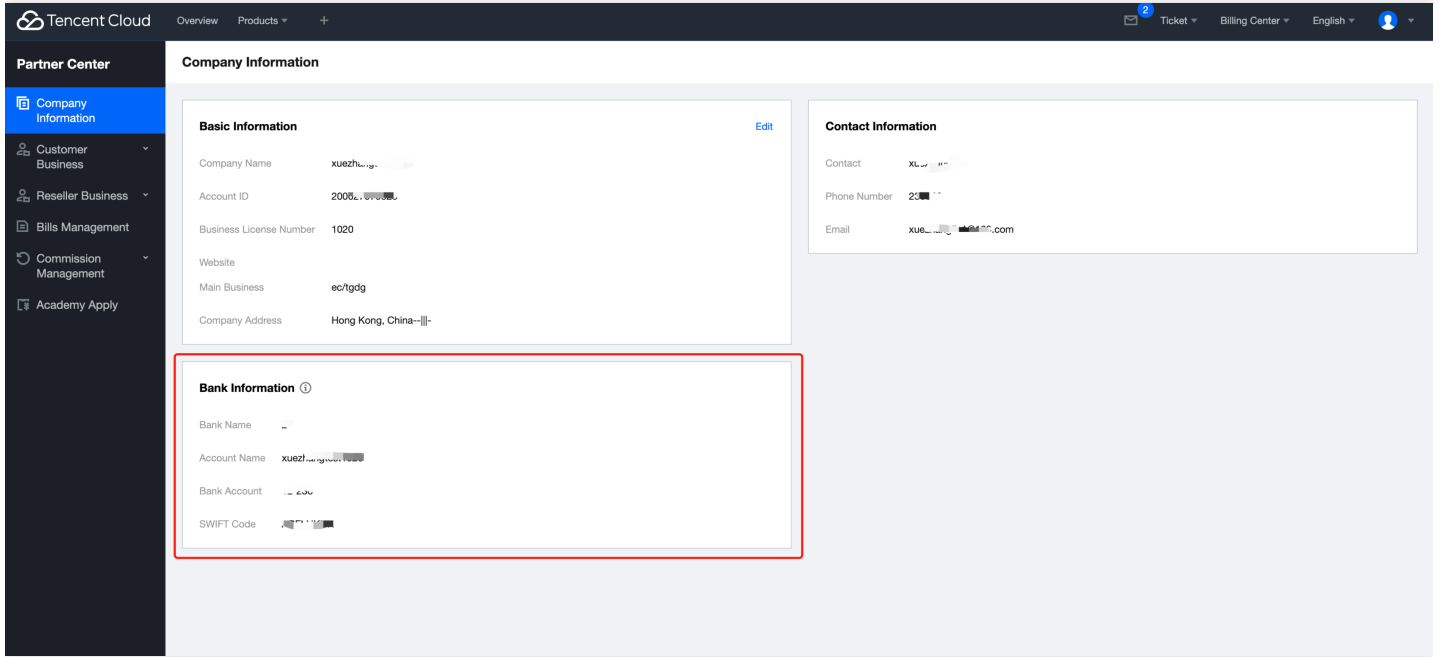 Tencent Cloud Overview Products + 2 Ticket Billing Center English
Partner Center
Company Information
Customer Business
Reseller Business
Bills Management
Commission Management
Academy Apply
Company Information
Basic Information Edit
Company Name
Account ID
Business License Number 1020
Website
Main Business ec/tgdg
Company Address Hong Kong, China--|||-
Contact Information
Contact
Phone Number
Email
Bank Information
Bank Name
Account Name
Bank Account
SWIFT Code